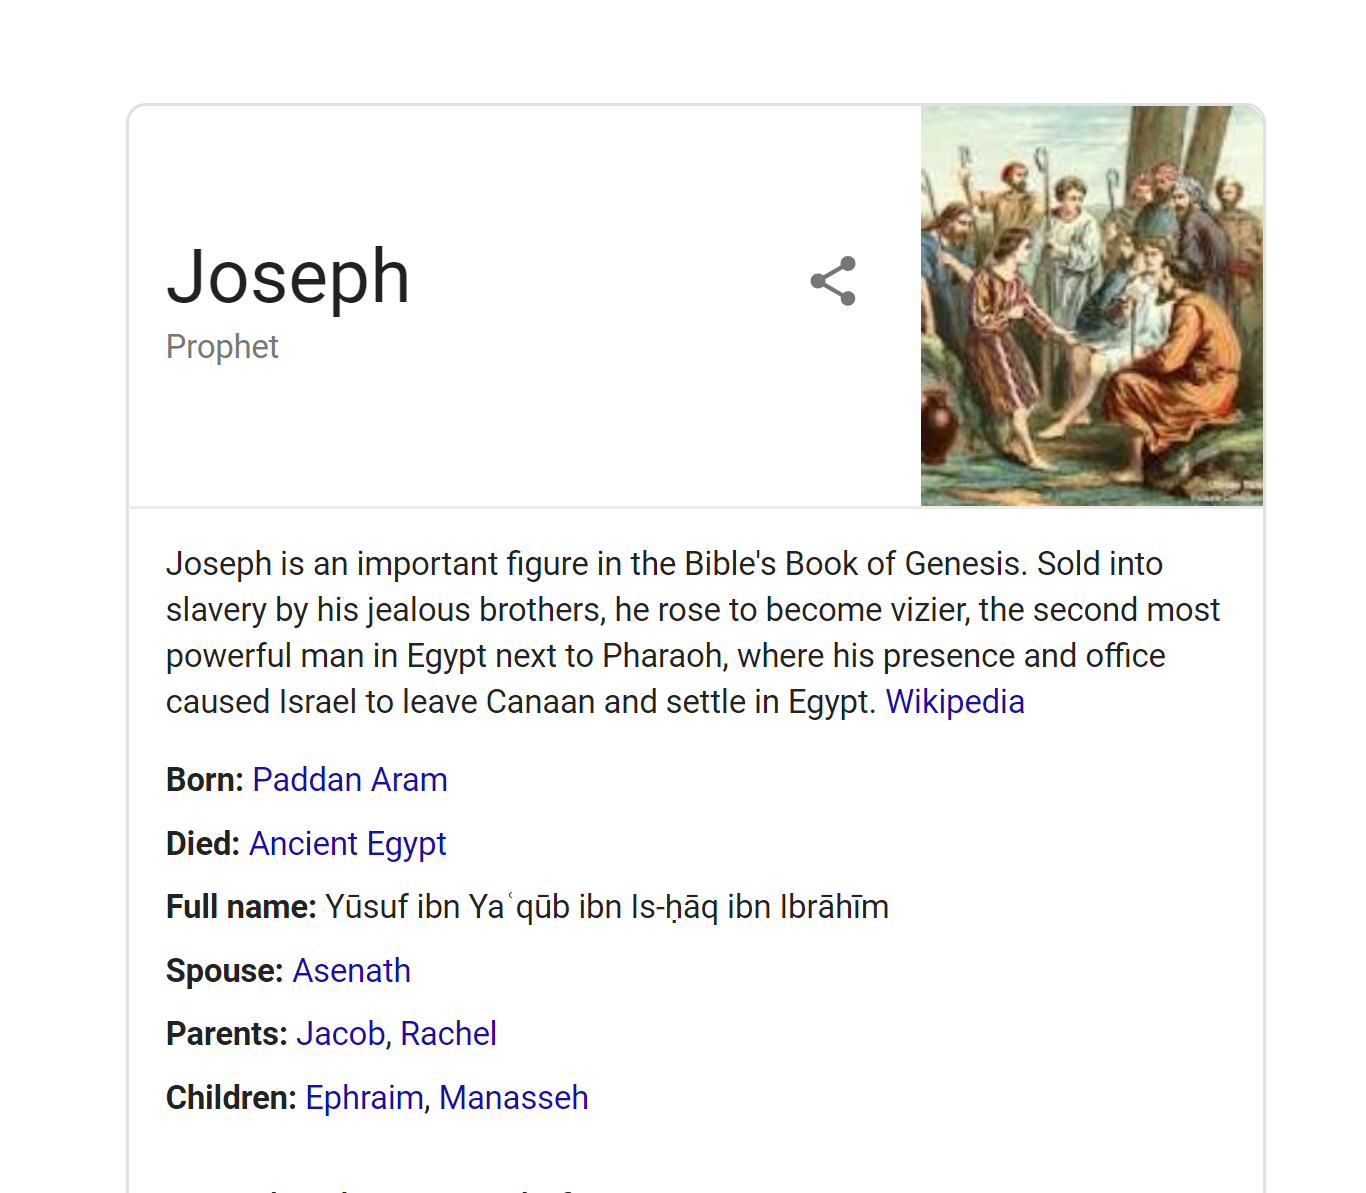 Joseph
Prophet
Joseph is an important figure in the Bible's Book of Genesis. Sold into
slavery by his jealous brothers, he rose to become vizier, the second most
powerful man in Egypt next to Pharaoh, where his presence and office
caused Israel to leave Canaan and settle in Egypt. Wikipedia
Born: Paddan Aram
Died: Ancient Egypt
Full name: Yūsuf ibn Yaʿqūb ibn Is-ḥāq ibn Ibrāhīm
Spouse: Asenath
Parents: Jacob, Rachel
Children: Ephraim, Manasseh